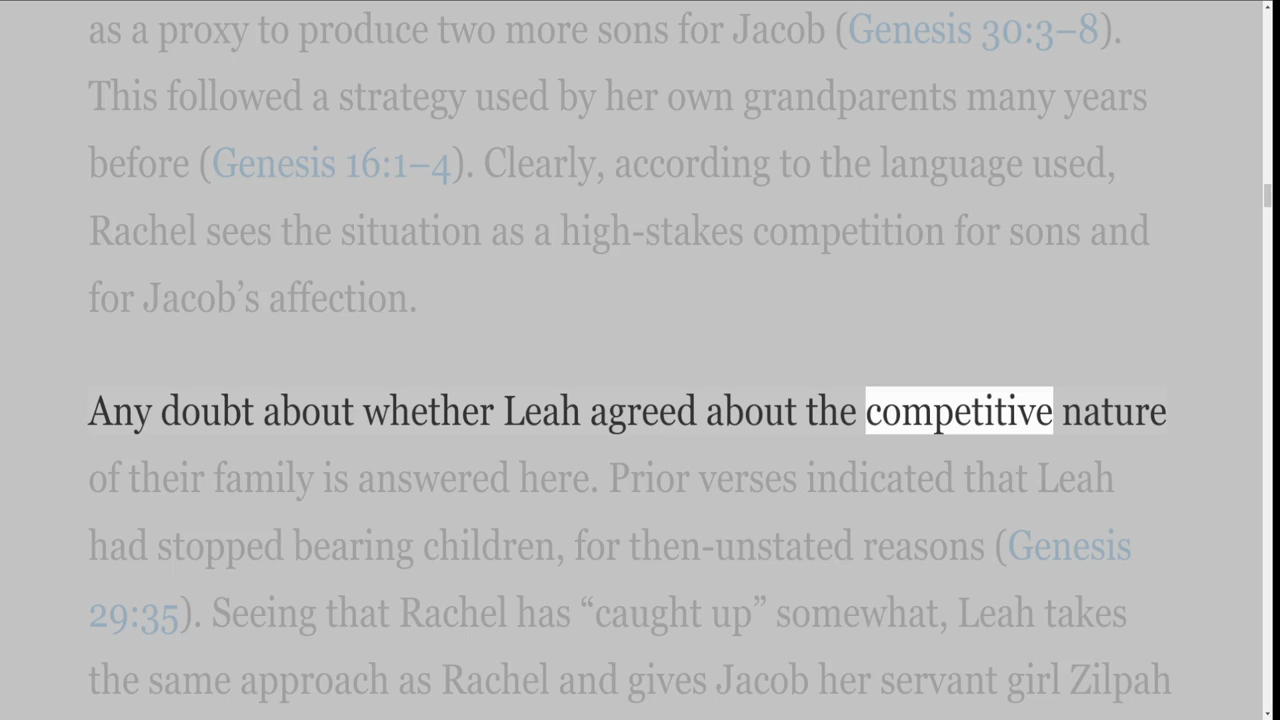 as a proxy to produce two more sons for Jacob (Genesis 30:3–8).
This followed a strategy used by her own grandparents many years
before (Genesis 16:1–4). Clearly, according to the language used,
Rachel sees the situation as a high-stakes competition for sons and
for Jacob’s affection.
Any doubt about whether Leah agreed about the competitive nature
of their family is answered here. Prior verses indicated that Leah
had stopped bearing children, for then-unstated reasons (Genesis
29:35). Seeing that Rachel has “caught up” somewhat, Leah takes
the same approach as Rachel and gives Jacob her servant girl Zilpah